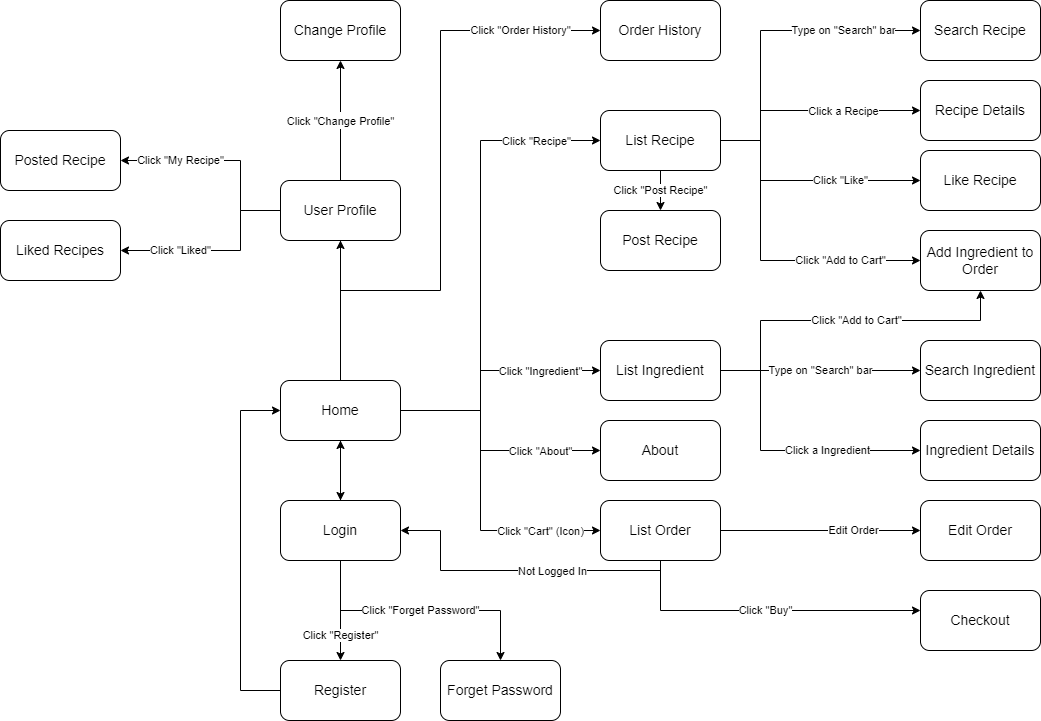 Change Profile
Click "Order History"
Order History
Type on "Search" bar
Search Recipe
Click "Change Profile"
Click a Recipe
Recipe Details
Posted Recipe
Click "My Recipe"
Click "Recipe"
List Recipe
Click "Like"
Like Recipe
Click "Post Recipe"
User Profile
Liked Recipes
Click "Liked"
Post Recipe
Click "Add to Cart"
Add Ingredient to
Order
Click "Add to Cart"
Click "Ingredient"
List Ingredient
Type on "Search" bar
Search Ingredient
Home
Click "About"
About
Click a Ingredient
Ingredient Details
Login
Click "Cart" (Icon)
List Order
Edit Order
Edit Order
Not Logged In
Click "Forget Password"
Click "Buy"
Checkout
Click "Register"
Register
Forget Password